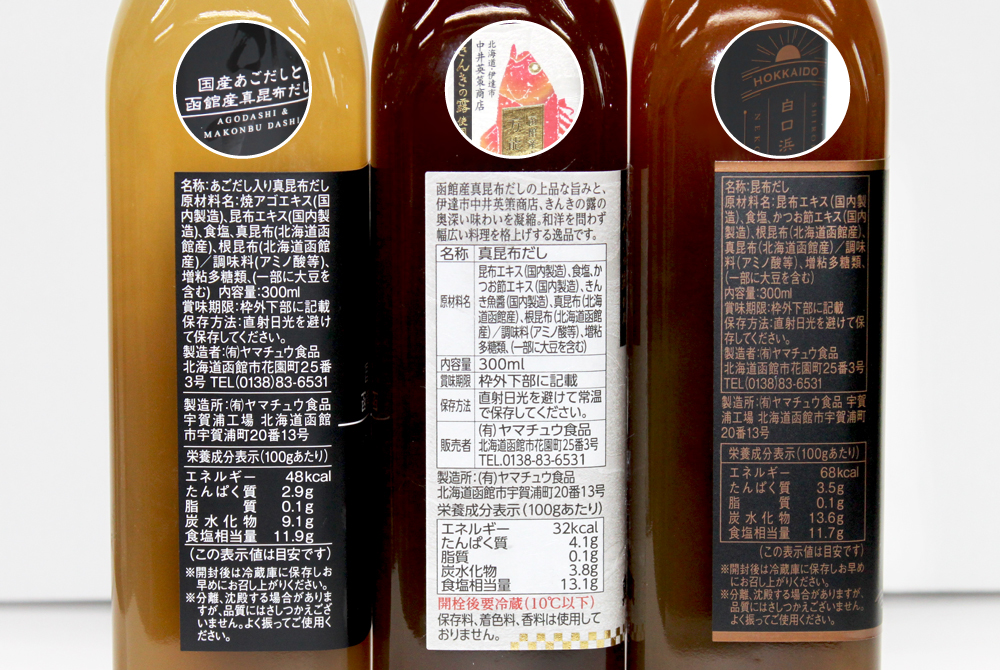 国産あごだしと
函館産真昆布だし
AGODASHI &
MAKONBU DASHI
名称:あごだし入り真昆布だし
原材料名:焼アゴエキス(国
内製造)、昆布エキス(国内製
造)、食塩、真昆布(北海道函
館産)、根昆布(北海道函館
産)/調味料(アミノ酸等)、
増粘多糖類、(一部に大豆を
含む) 内容量:300ml
賞味期限:枠外下部に記載
保存方法:直射日光を避け
て保存してください。
製造者:(有)ヤマチュウ食品
北海道函館市花園町25番
3号 TEL(0138)83-6531
製造所:(有)ヤマチュウ食品
宇賀浦工場 北海道函館
市宇賀浦町20番13号
栄養成分表示(100gあたり)
エネルギー 48kcal
たんぱく質 2.9g
脂質 0.1g
炭水化物 9.1g
食塩相当量 11.9g
(この表示値は目安です)
※開封後は冷蔵庫に保存しお
早めにお召し上がりください。
※分離、沈殿する場合がありま
すが、品質にはさしつかえござ
いません。よく振ってご使用く
ださい。
北海道・伊達市
中井英策商店
きんきの露使用
函館産真昆布だしの上品な旨みと、
伊達市中井英策商店、きんきの露の
奥深い味わいを凝縮。和洋を問わず
幅広い料理を格上げする逸品です。
名称 真昆布だし
原材料名 昆布エキス(国内製造)、食塩、か
つお節エキス(国内製造)、きん
き魚醬(国内製造)、真昆布(北海
道函館産)、根昆布(北海道函館
産)/調味料(アミノ酸等)、増粘
多糖類、(一部に大豆を含む)
内容量 300ml
賞味期限 枠外下部に記載
保存方法 直射日光を避けて常温
で保存してください。
販売者 (有)ヤマチュウ食品
北海道函館市花園町25番3号
TEL.0138-83-6531
製造所:(有)ヤマチュウ食品
北海道函館市宇賀浦町20番13号
栄養成分表示(100gあたり)
エネルギー 32kcal
たんぱく質 4.1g
脂質 0.1g
炭水化物 3.8g
食塩相当量 13.1g
開栓後要冷蔵(10℃以下)
保存料、着色料、香料は使用して
おりません。
HOKKAIDO
白口浜
名称:昆布だし
原材料名:昆布エキス(国内製
造)、食塩、かつお節エキス(国
内製造)、根昆布(北海道函館産)、
真昆布(北海道函館産)/調味
料(アミノ酸等)、増粘多糖類、
(一部に大豆を含む)
内容量:300ml
賞味期限:枠外下部に記載
保存方法:直射日光を避けて保
存してください。
製造者:(有)ヤマチュウ食品
北海道函館市花園町25番3号
TEL(0138)83-6531
製造所:(有)ヤマチュウ食品 宇賀
浦工場 北海道函館市宇賀浦町
20番13号
栄養成分表示(100gあたり)
エネルギー 68kcal
たんぱく質 3.5g
脂質 0.1g
炭水化物 13.6g
食塩相当量 11.7g
(この表示値は目安です)
※開封後は冷蔵庫に保存しお早め
にお召し上がりください。
※分離、沈殿する場合がありますが、
品質にはさしつかえございません。
よく振ってご使用ください。